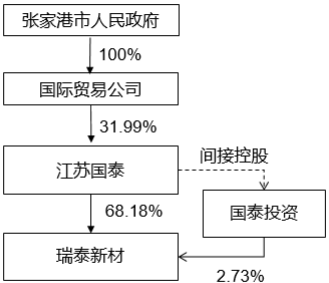 张家港市人民政府
100%
国际贸易公司
31.99%
江苏国泰
间接控股
68.18%
国泰投资
瑞泰新材
2.73%